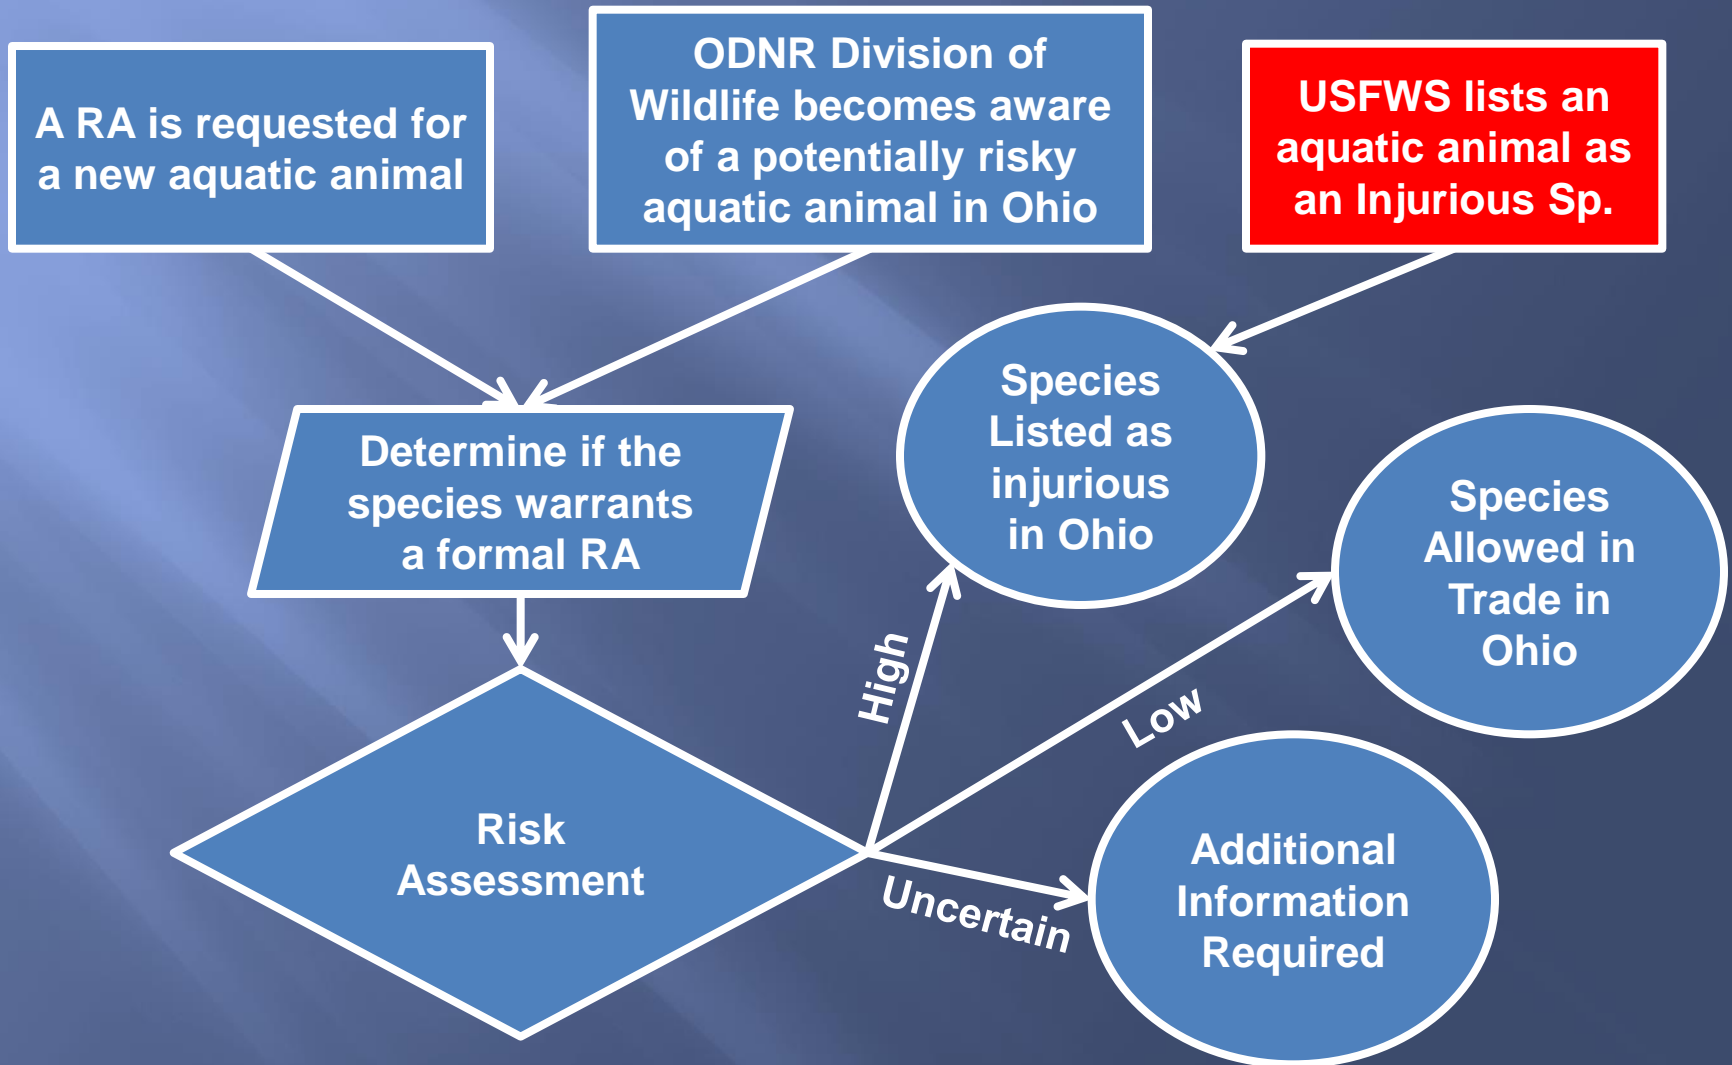 A RA is requested for
a new aquatic animal
ODNR Division of
Wildlife becomes aware
of a potentially risky
aquatic animal in Ohio
USFWS lists an
aquatic animal as
an Injurious Sp.
Determine if the
species warrants
a formal RA
Species
Listed as
injurious
in Ohio
Species
Allowed in
Trade in
Ohio
High
Low
Risk
Assessment
Uncertain
Additional
Information
Required